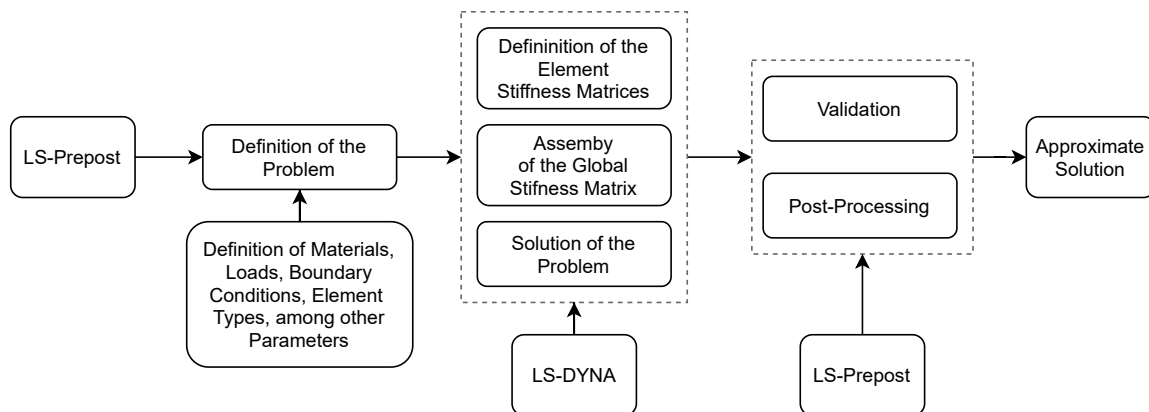 LS-Prepost
Definition of the
Problem
Definition of Materials,
Loads, Boundary
Conditions, Element
Types, among other
Parameters
Defininition of the
Element
Stiffness Matrices
Assemby
of the Global
Stifness Matrix
Solution of the
Problem
LS-DYNA
Validation
Post-Processing
LS-Prepost
Approximate
Solution